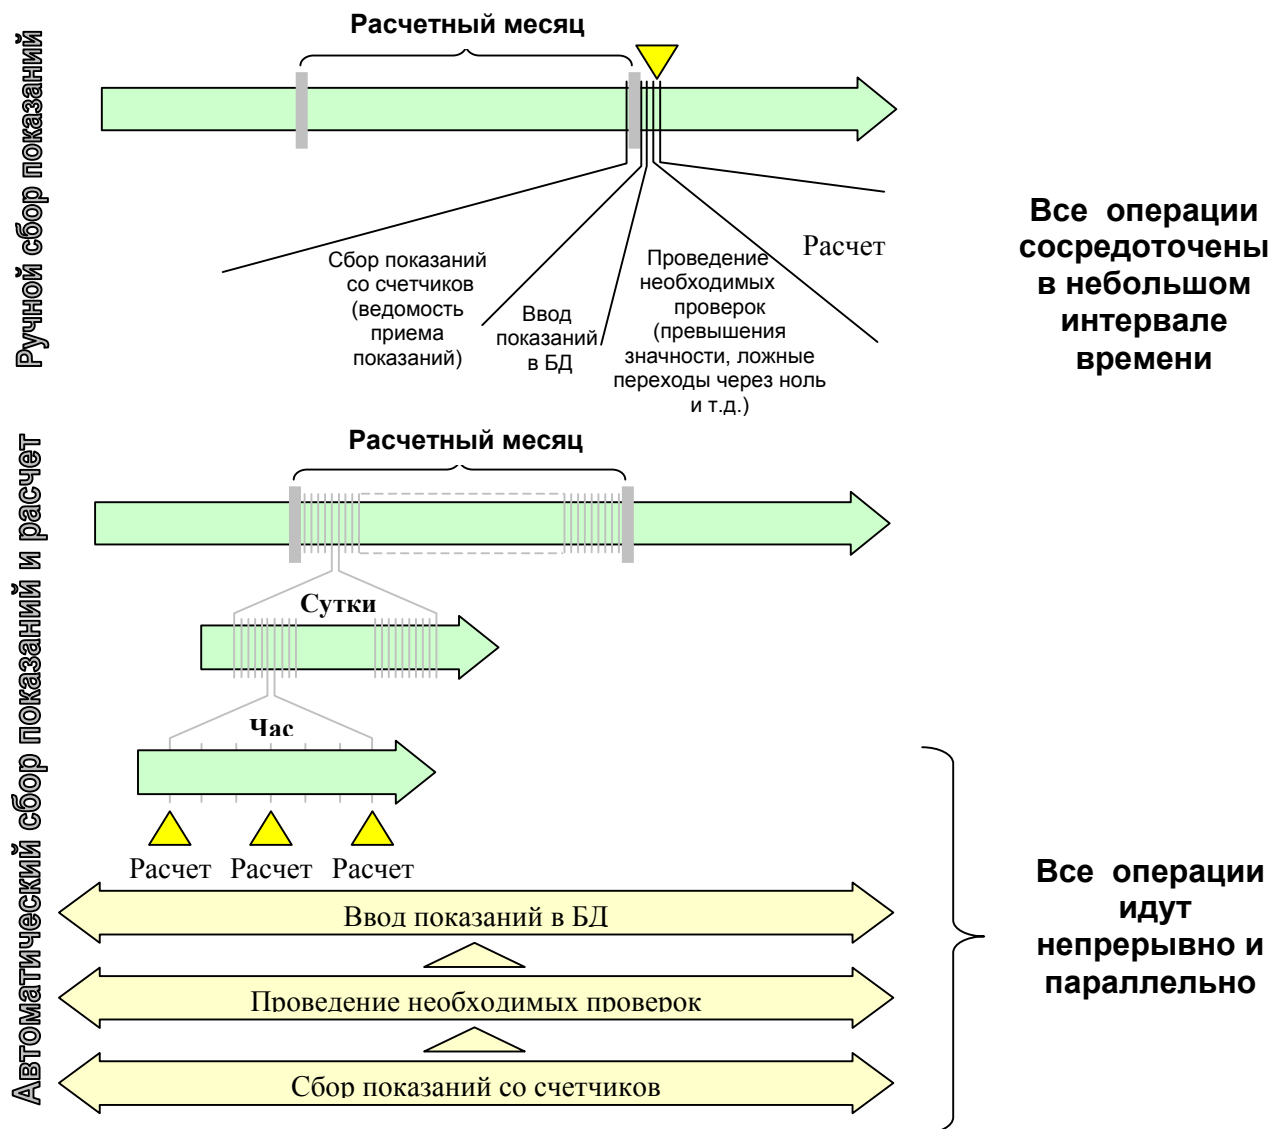 Ручной сбор показаний
Расчетный месяц
Сбор показаний
со счетчиков
(ведомость
приема
показаний)
Ввод
показаний
в БД
Проведение
необходимых
проверок
(превышения
значности, ложные
переходы через ноль
и т.д.)
Расчет
Все операции
сосредоточены
в небольшом
интервале
времени
Автоматический сбор показаний и расчет
Расчетный месяц
Сутки
Час
Расчет
Расчет
Расчет
Ввод показаний в БД
Проведение необходимых проверок
Сбор показаний со счетчиков
Все операции
идут
непрерывно и
параллельно